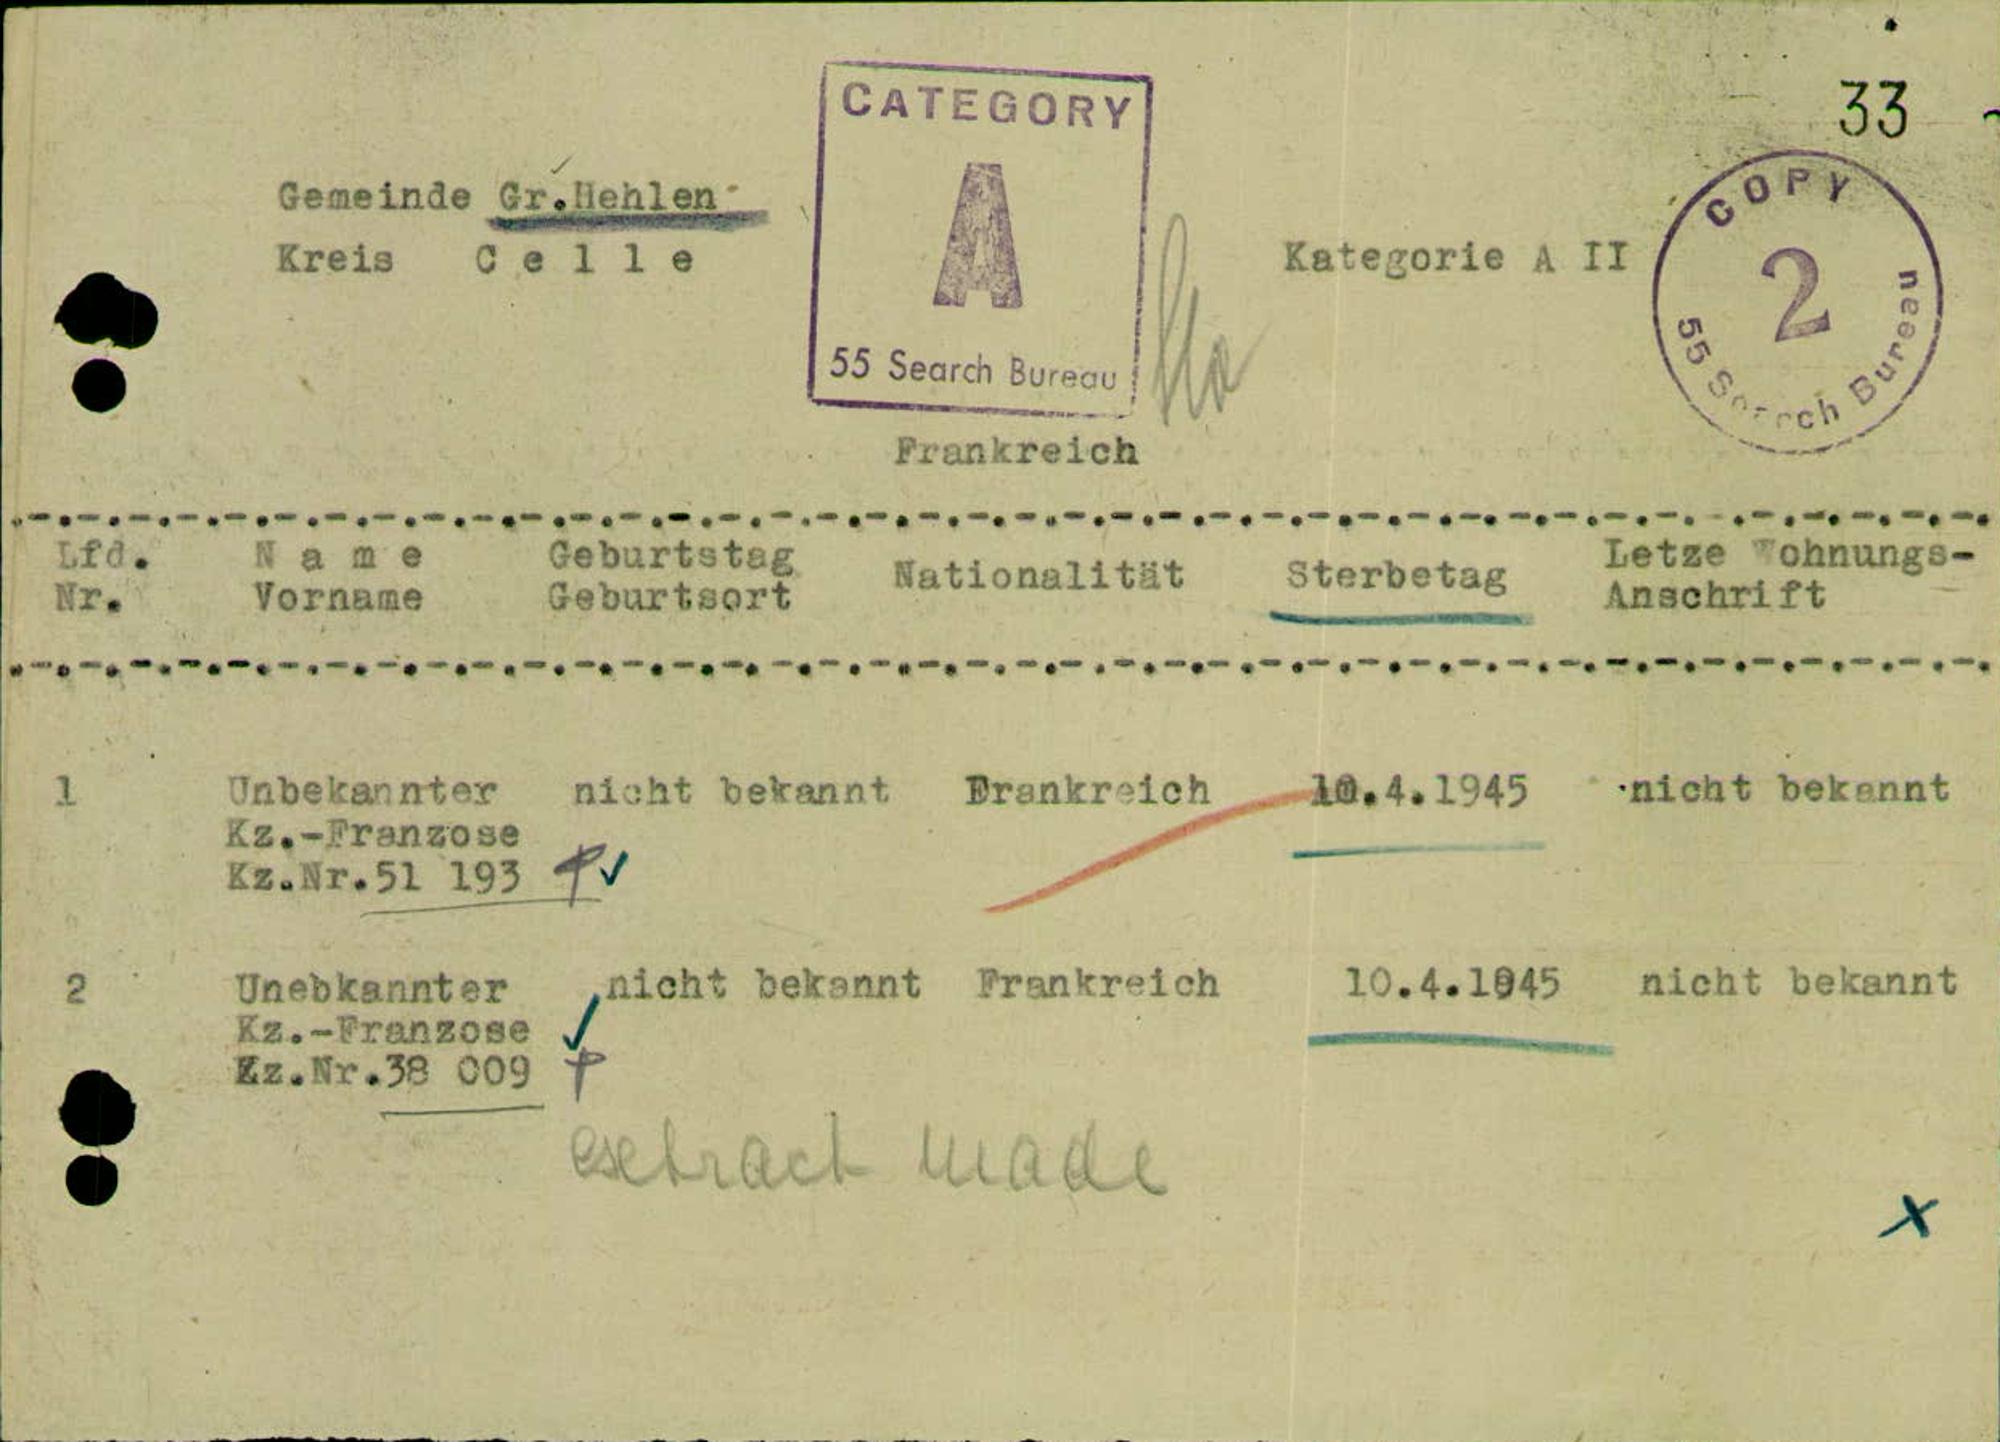 33
CATEGORY
A
55 Search Bureau
COPY
2
55 Search Bureau
Gemeinde Gr.Hehlen
Kreis C e l l e
Kategorie A II
Frankreich
Lfd. N a m e Geburtstag Nationalität Sterbetag Letze Wohnungs-
Nr. Vorname Geburtsort Anschrift
1 Unbekannter nicht bekannt Frankreich 10.4.1945 nicht bekannt
Kz.-Franzose
Kz.Nr.51 193
2 Unebkannter nicht bekannt Frankreich 10.4.1945 nicht bekannt
Kz.-Franzose
Kz.Nr.38 009
extract made
x